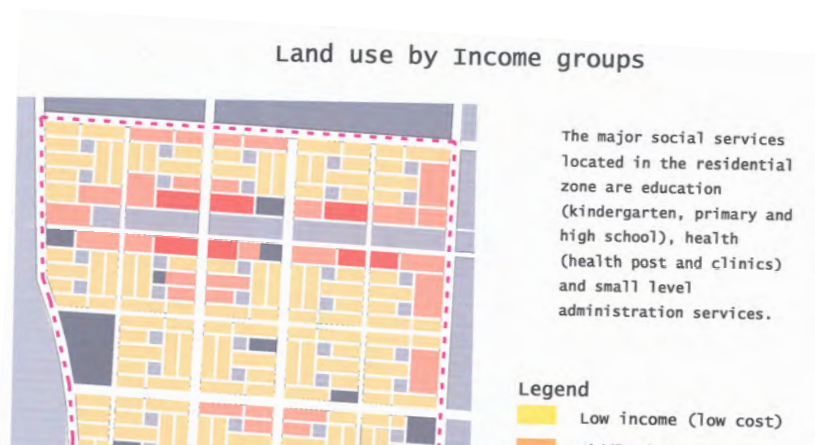 Land use by Income groups
The major social services
located in the residential
zone are education
(kindergarten, primary and
high school), health
(health post and clinics)
and small level
administration services.
Legend
Low income (low cost)